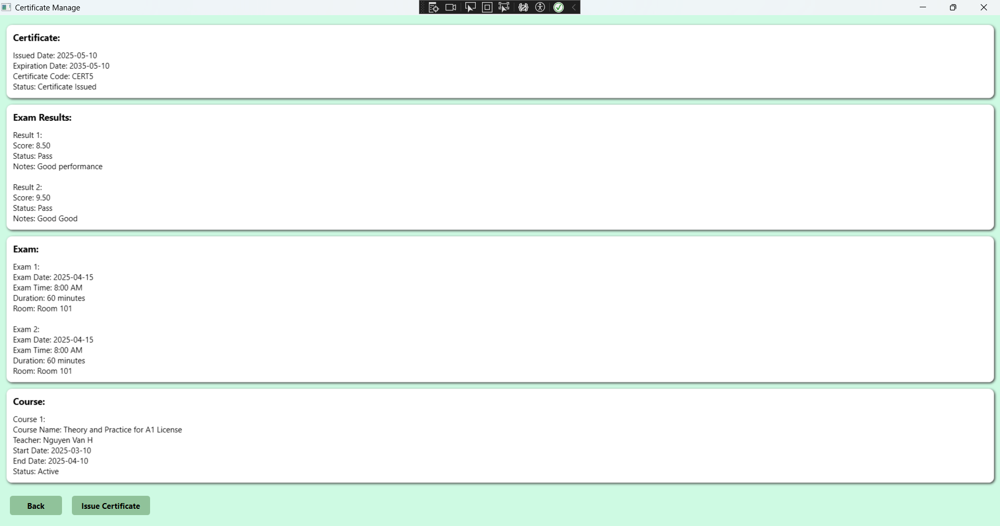 Certificate Manage
Certificate:
Issued Date: 2025-05-10
Expiration Date: 2035-05-10
Certificate Code: CERT5
Status: Certificate Issued
Exam Results:
Result 1:
Score: 8.50
Status: Pass
Notes: Good performance
Result 2:
Score: 9.50
Status: Pass
Notes: Good Good
Exam:
Exam 1:
Exam Date: 2025-04-15
Exam Time: 8:00 AM
Duration: 60 minutes
Room: Room 101
Exam 2:
Exam Date: 2025-04-15
Exam Time: 8:00 AM
Duration: 60 minutes
Room: Room 101
Course:
Course 1:
Course Name: Theory and Practice for A1 License
Teacher: Nguyen Van H
Start Date: 2025-03-10
End Date: 2025-04-10
Status: Active
Back
Issue Certificate